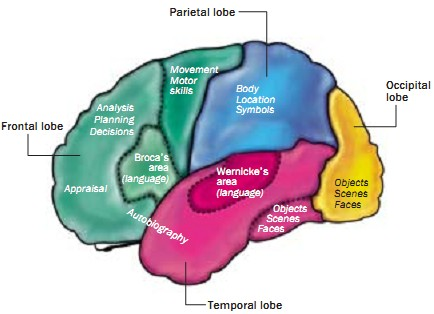 Parietal lobe
Occipital
lobe
Frontal lobe
Movement
Motor
skills
Analysis
Planning
Decisions
Body
Location
Symbols
Broca's
area
(language)
Wernicke's
area
(language)
Appraisal
Autobiography
Objects
Scenes
Faces
Objects
Scenes
Faces
Temporal lobe